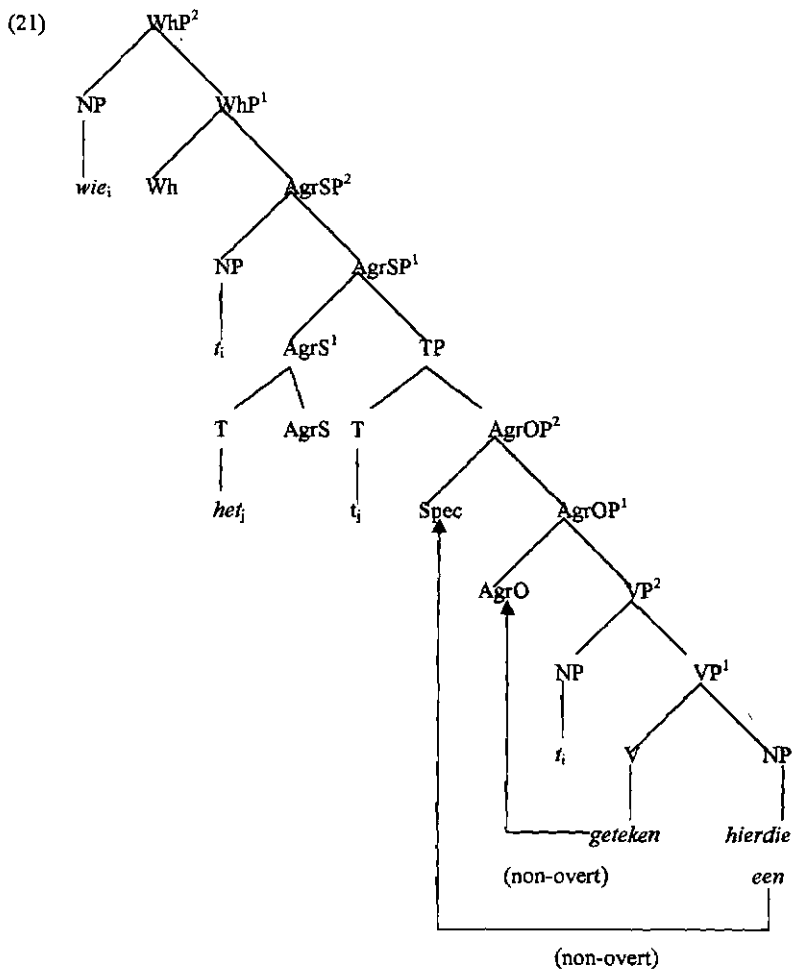 (21) WhP²
NP WhP¹
wieᵢ Wh AgrSP²
NP AgrSP¹
tᵢ AgrS¹ TP
T AgrS T AgrOP²
hetⱼ tⱼ Spec AgrOP¹
AgrO VP²
NP VP¹
tᵢ V NP
geteken hierdie
(non-overt) een
(non-overt)